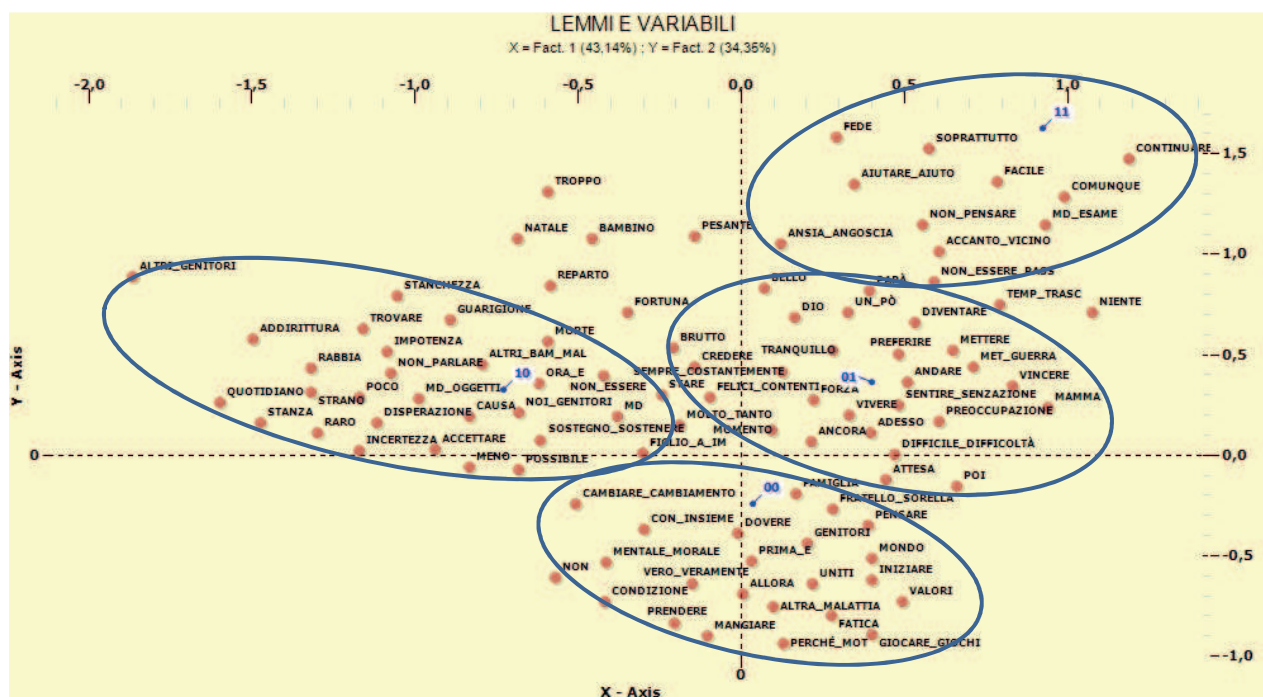 LEMMI E VARIABILI
X = Fact. 1 (43,14%) ; Y = Fact. 2 (34,36%)
-2,0 -1,5 -1,0 -0,5 0,0 0,5 1,0
11
FEDE
SOPRATTUTTO
CONTINUARE
1,5
AIUTARE_AIUTO
FACILE
TROPPO
COMUNQUE
NON_PENSARE
MD_ESAME
NATALE
BAMBINO
PESANTE
ANSIA_ANGOSCIA
ACCANTO_VICINO
1,0
ALTRI_GENITORI
STANCHEZZA
REPARTO
BELLO
PAPÀ
NON_ESSERE_PASS
TROVARE
GUARIGIONE
FORTUNA
DIO
UN_PÒ
TEMP_TRASC
NIENTE
DIVENTARE
ADDIRITTURA
IMPOTENZA
MORTE
BRUTTO
TRANQUILLO
PREFERIRE
METTERE
RABBIA
NON_PARLARE
ALTRI_BAM_MAL
CREDERE
MET_GUERRA
0,5
10
ORA_E
SEMPRE_COSTANTEMENTE
01
ANDARE
VINCERE
QUOTIDIANO
STRANO
POCO
MD_OGGETTI
NON_ESSERE
STARE
FELICI_CONTENTI
FORZA
SENTIRE_SENSAZIONE
MAMMA
STANZA
RARO
DISPERAZIONE
CAUSA
NOI_GENITORI
MD
MOLTO_TANTO
VIVERE
PREOCCUPAZIONE
INCERTEZZA
ACCETTARE
SOSTEGNO_SOSTENERE
MOMENTO
ANCORA
ADESSO
MENO
POSSIBILE
FIGLIO_A_IM
DIFFICILE_DIFFICOLTÀ
0
0,0
ATTESA
POI
CAMBIARE_CAMBIAMENTO
00
FAMIGLIA
FRATELLO_SORELLA
CON_INSIEME
DOVERE
GENITORI
PENSARE
MENTALE_MORALE
PRIMA_E
MONDO
-0,5
NON
VERO_VERAMENTE
UNITI
INIZIARE
CONDIZIONE
ALLORA
VALORI
PRENDERE
ALTRA_MALATTIA
MANGIARE
FATICA
PERCHÉ_MOT
GIOCARE_GIOCHI
-1,0
0
Y - Axis
X - Axis